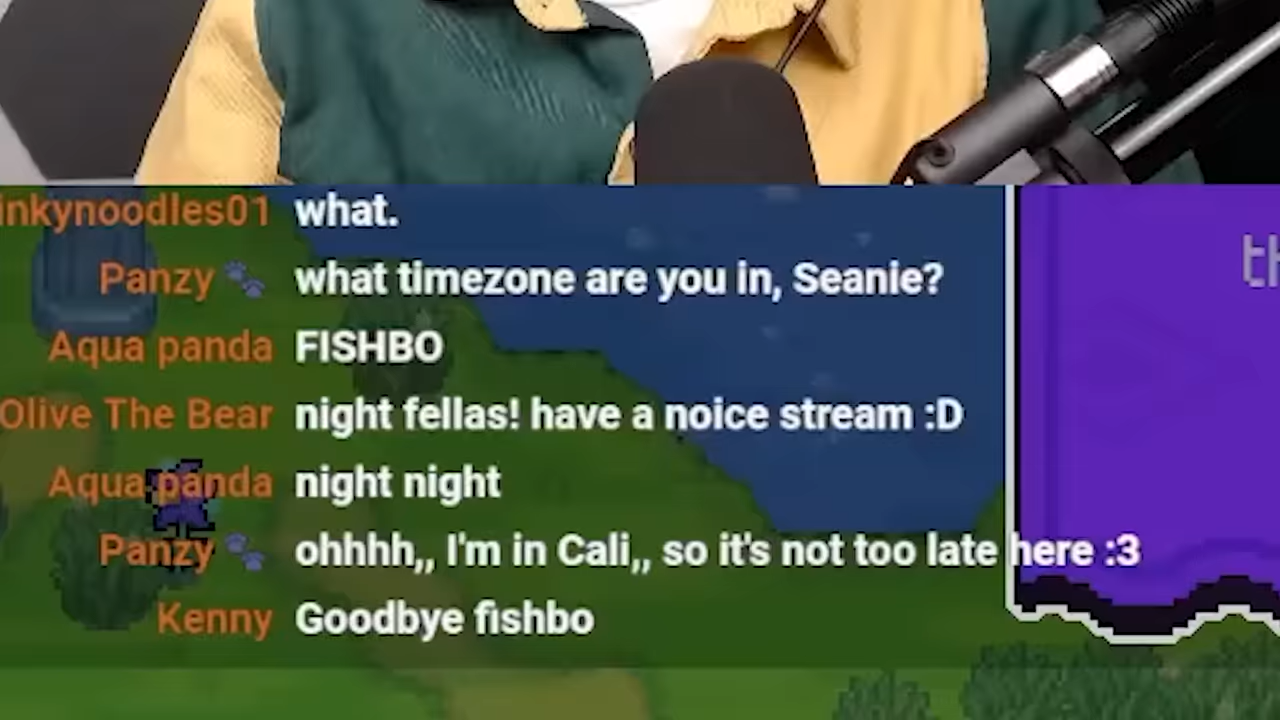 inkynoodles01 what.
Panzy what timezone are you in, Seanie?
Aqua panda FISHBO
Olive The Bear night fellas! have a noice stream :D
Aqua panda night night
Panzy ohhhh,, I'm in Cali,, so it's not too late here :3
Kenny Goodbye fishbo